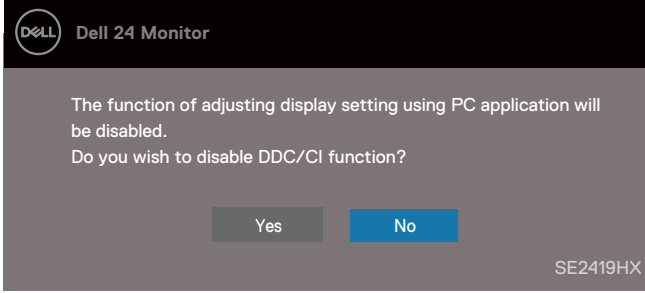 DELL
Dell 24 Monitor
The function of adjusting display setting using PC application will
be disabled.
Do you wish to disable DDC/CI function?
Yes
No
SE2419HX